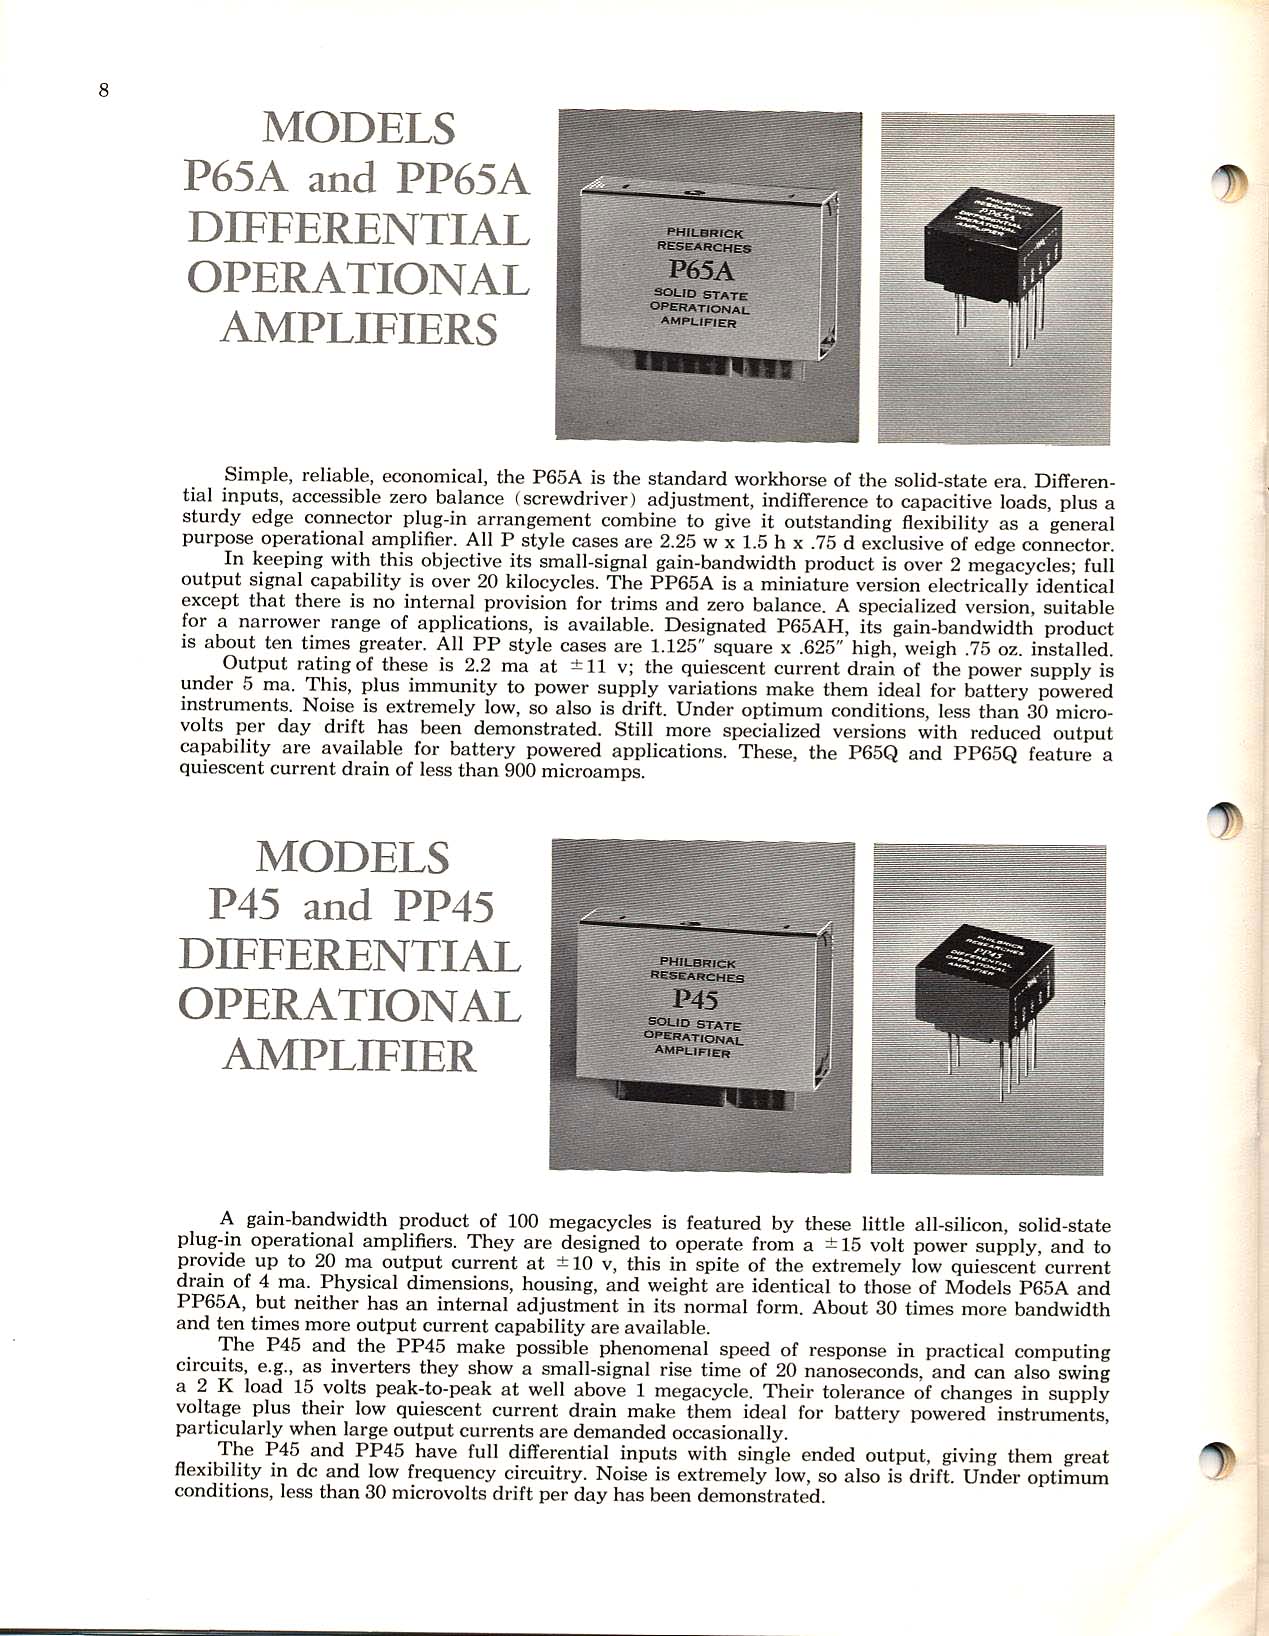 8
MODELS
P65A and PP65A
DIFFERENTIAL
OPERATIONAL
AMPLIFIERS
PHILBRICK
RESEARCHES
P65A
SOLID STATE
OPERATIONAL
AMPLIFIER
PHILBRICK
RESEARCHES
PP65A
DIFFERENTIAL
OPERATIONAL
AMPLIFIER
Simple, reliable, economical, the P65A is the standard workhorse of the solid-state era. Differen-
tial inputs, accessible zero balance (screwdriver) adjustment, indifference to capacitive loads, plus a
sturdy edge connector plug-in arrangement combine to give it outstanding flexibility as a general
purpose operational amplifier. All P style cases are 2.25 w x 1.5 h x .75 d exclusive of edge connector.
In keeping with this objective its small-signal gain-bandwidth product is over 2 megacycles; full
output signal capability is over 20 kilocycles. The PP65A is a miniature version electrically identical
except that there is no internal provision for trims and zero balance. A specialized version, suitable
for a narrower range of applications, is available. Designated P65AH, its gain-bandwidth product
is about ten times greater. All PP style cases are 1.125″ square x .625″ high, weigh .75 oz. installed.
Output rating of these is 2.2 ma at ±11 v; the quiescent current drain of the power supply is
under 5 ma. This, plus immunity to power supply variations make them ideal for battery powered
instruments. Noise is extremely low, so also is drift. Under optimum conditions, less than 30 micro-
volts per day drift has been demonstrated. Still more specialized versions with reduced output
capability are available for battery powered applications. These, the P65Q and PP65Q feature a
quiescent current drain of less than 900 microamps.
MODELS
P45 and PP45
DIFFERENTIAL
OPERATIONAL
AMPLIFIER
PHILBRICK
RESEARCHES
P45
SOLID STATE
OPERATIONAL
AMPLIFIER
PHILBRICK
RESEARCHES
PP45
DIFFERENTIAL
OPERATIONAL
AMPLIFIER
A gain-bandwidth product of 100 megacycles is featured by these little all-silicon, solid-state
plug-in operational amplifiers. They are designed to operate from a ±15 volt power supply, and to
provide up to 20 ma output current at ±10 v, this in spite of the extremely low quiescent current
drain of 4 ma. Physical dimensions, housing, and weight are identical to those of Models P65A and
PP65A, but neither has an internal adjustment in its normal form. About 30 times more bandwidth
and ten times more output current capability are available.
The P45 and the PP45 make possible phenomenal speed of response in practical computing
circuits, e.g., as inverters they show a small-signal rise time of 20 nanoseconds, and can also swing
a 2 K load 15 volts peak-to-peak at well above 1 megacycle. Their tolerance of changes in supply
voltage plus their low quiescent current drain make them ideal for battery powered instruments,
particularly when large output currents are demanded occasionally.
The P45 and PP45 have full differential inputs with single ended output, giving them great
flexibility in dc and low frequency circuitry. Noise is extremely low, so also is drift. Under optimum
conditions, less than 30 microvolts drift per day has been demonstrated.